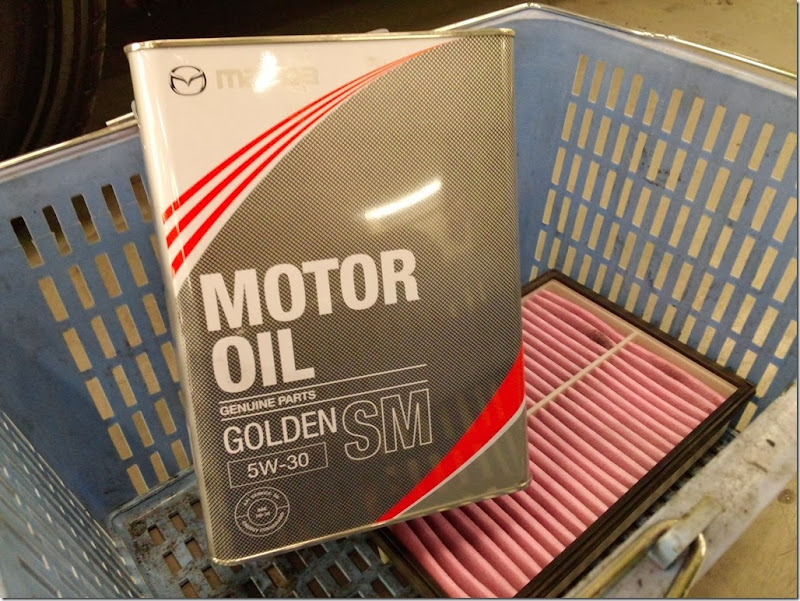 mazda
MOTOR
OIL
GENUINE PARTS
GOLDEN SM
5W-30